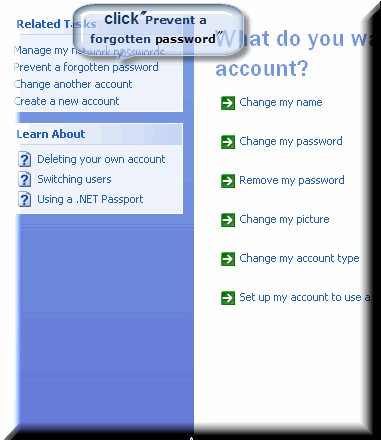 Related Tasks
Click"Prevent a
forgotten password"
Manage my network passwords
Prevent a forgotten password
Change another account
Create a new account
Learn About
Deleting your own account
Switching users
Using a .NET Passport
What do you wa
account?
Change my name
Change my password
Remove my password
Change my picture
Change my account type
Set up my account to use a